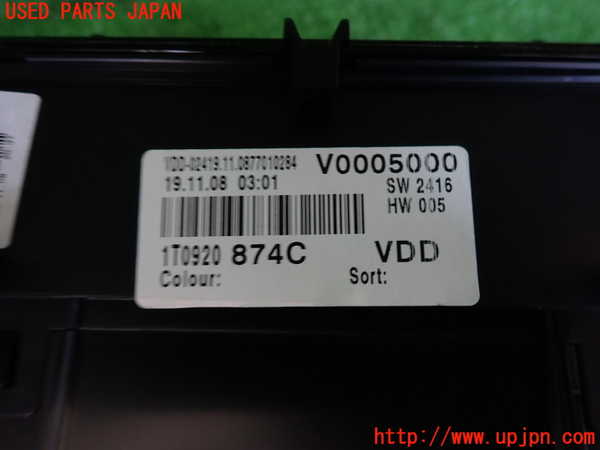 USED PARTS JAPAN
VDD-02419.11.0877010284 V0005000
19.11.08 03:01 SW 2416
HW 005
1T0920 874C VDD
Colour: Sort:
http://www.upjpn.com/